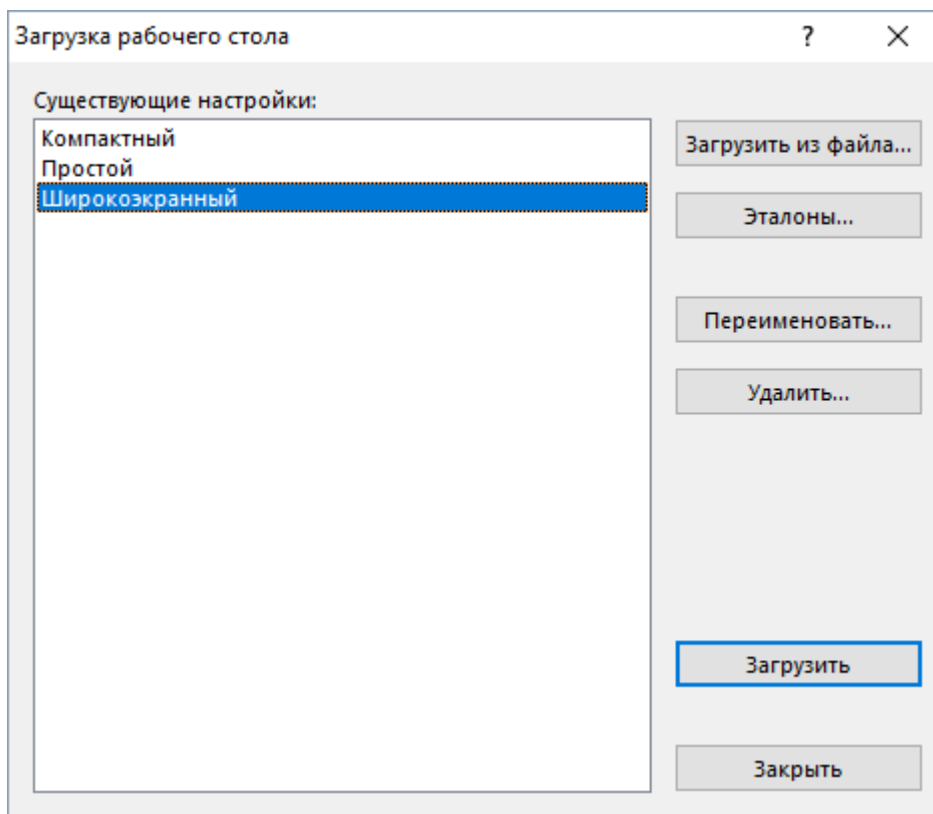 Загрузка рабочего стола
?
Существующие настройки:
Компактный
Простой
Широкоэкранный
Загрузить из файла...
Эталоны...
Переименовать...
Удалить...
Загрузить
Закрыть